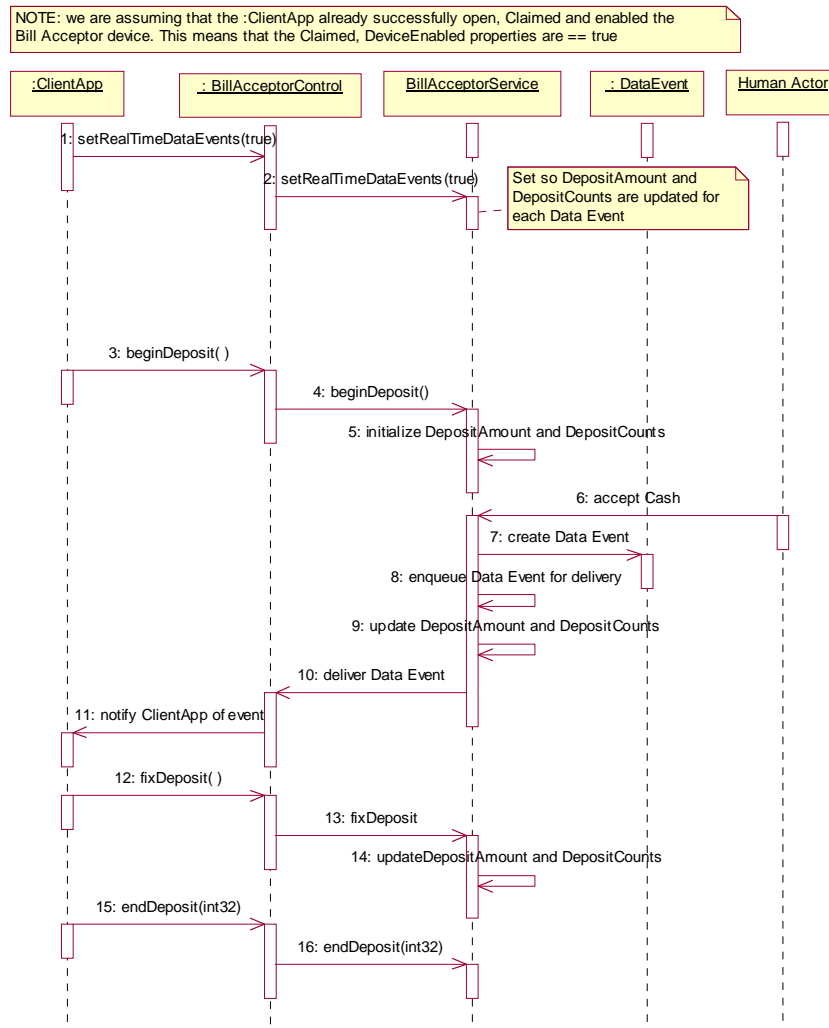 NOTE: we are assuming that the :ClientApp already successfully open, Claimed and enabled the
Bill Acceptor device. This means that the Claimed, DeviceEnabled properties are == true
:ClientApp
: BillAcceptorControl
BillAcceptorService
: DataEvent
Human Actor
1: setRealTimeDataEvents(true)
2: setRealTimeDataEvents(true)
Set so DepositAmount and
DepositCounts are updated for
each Data Event
3: beginDeposit( )
4: beginDeposit()
5: initialize DepositAmount and DepositCounts
6: accept Cash
7: create Data Event
8: enqueue Data Event for delivery
9: update DepositAmount and DepositCounts
10: deliver Data Event
11: notify ClientApp of event
12: fixDeposit( )
13: fixDeposit
14: updateDepositAmount and DepositCounts
15: endDeposit(int32)
16: endDeposit(int32)